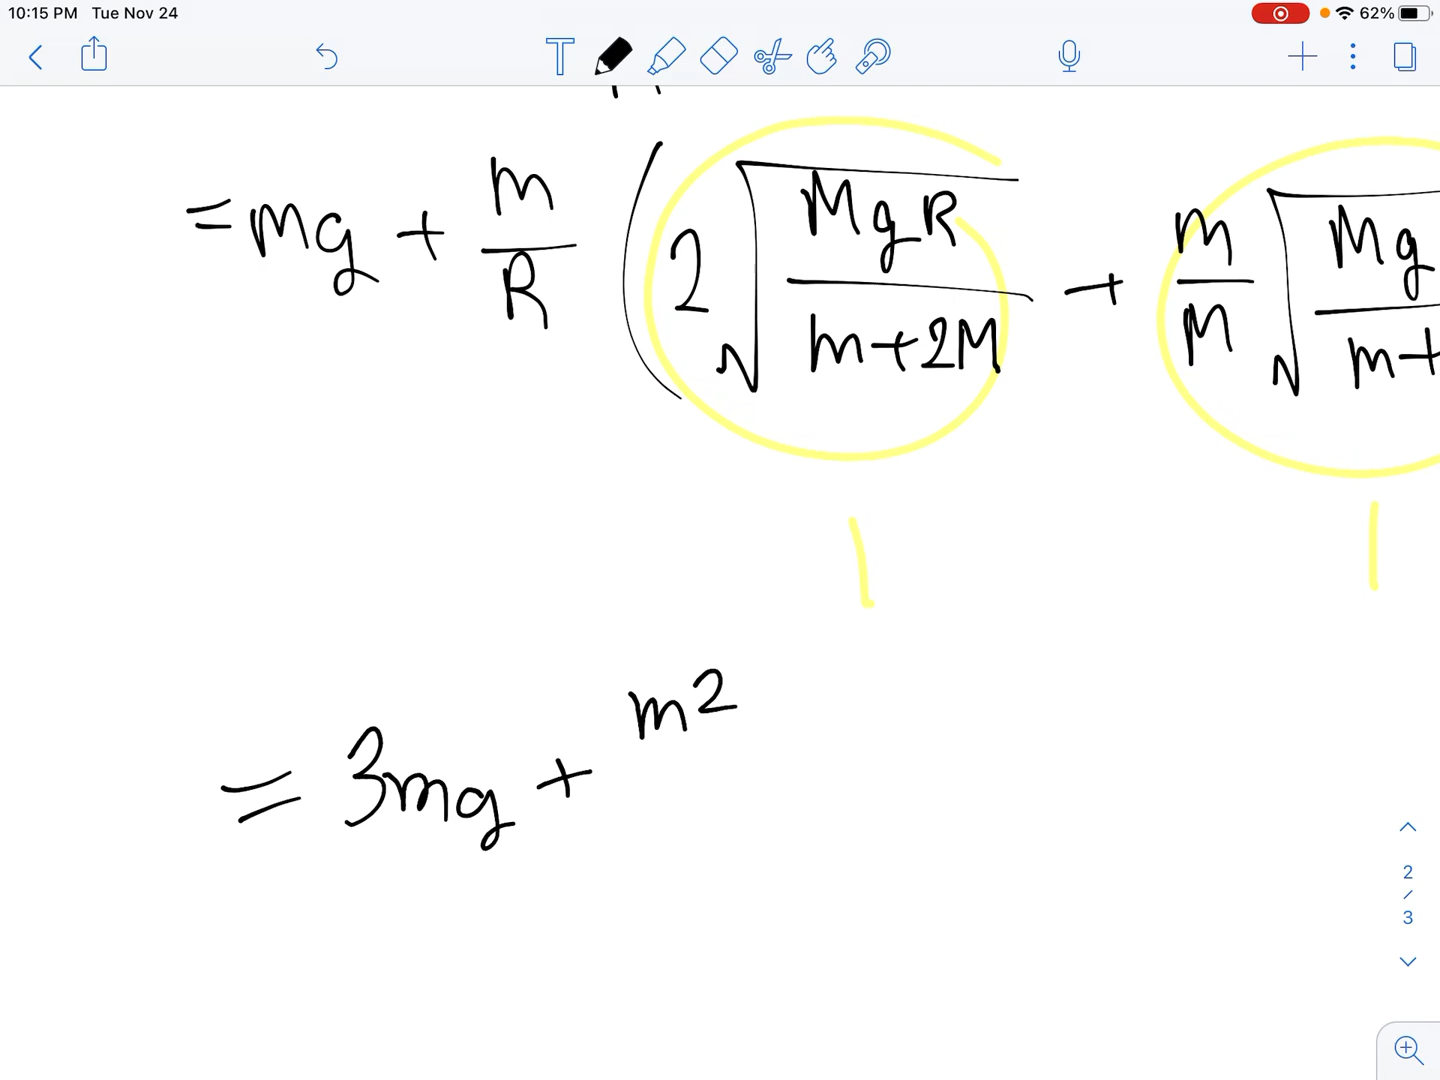 10:15 PM Tue Nov 24 62%
T
= mg + m/R ( 2 √(MgR/(m+2M)) + m/M √(Mg/(m+
= 3mg + m²
2/3